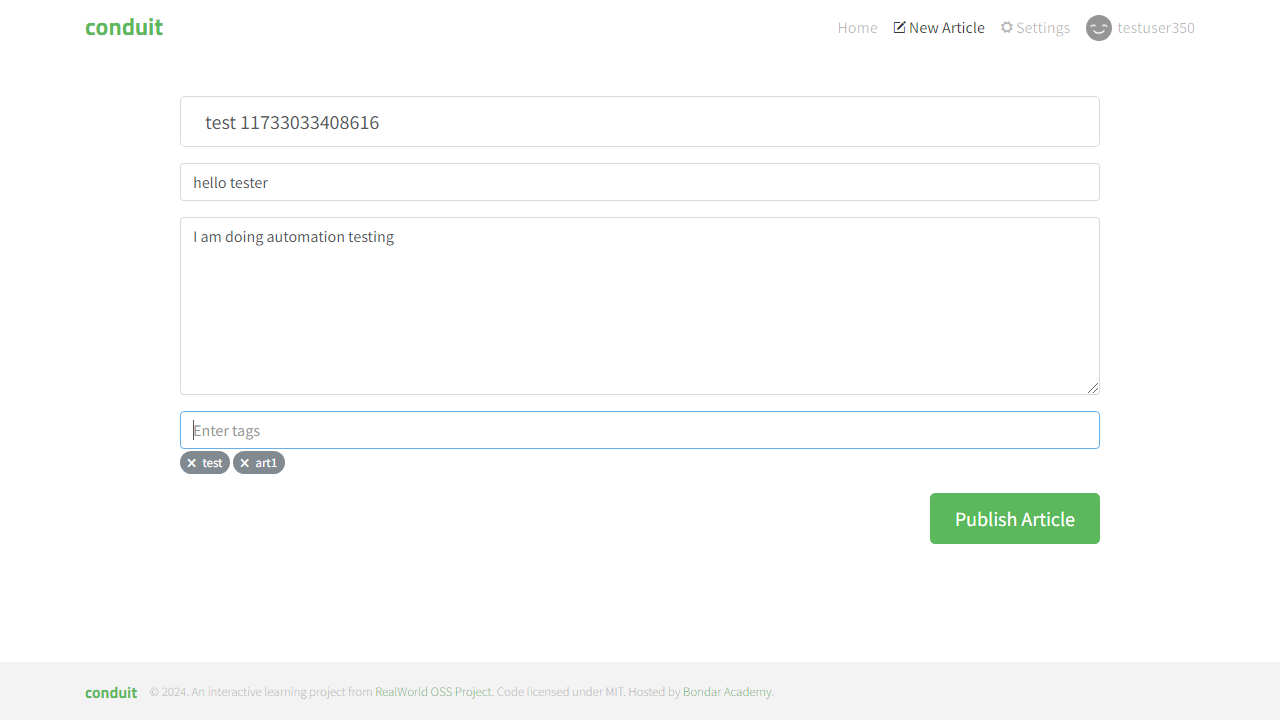 conduit
Home New Article Settings testuser350
test 11733033408616
hello tester
I am doing automation testing
Enter tags
× test × art1
Publish Article
conduit © 2024. An interactive learning project from RealWorld OSS Project. Code licensed under MIT. Hosted by Bondar Academy.